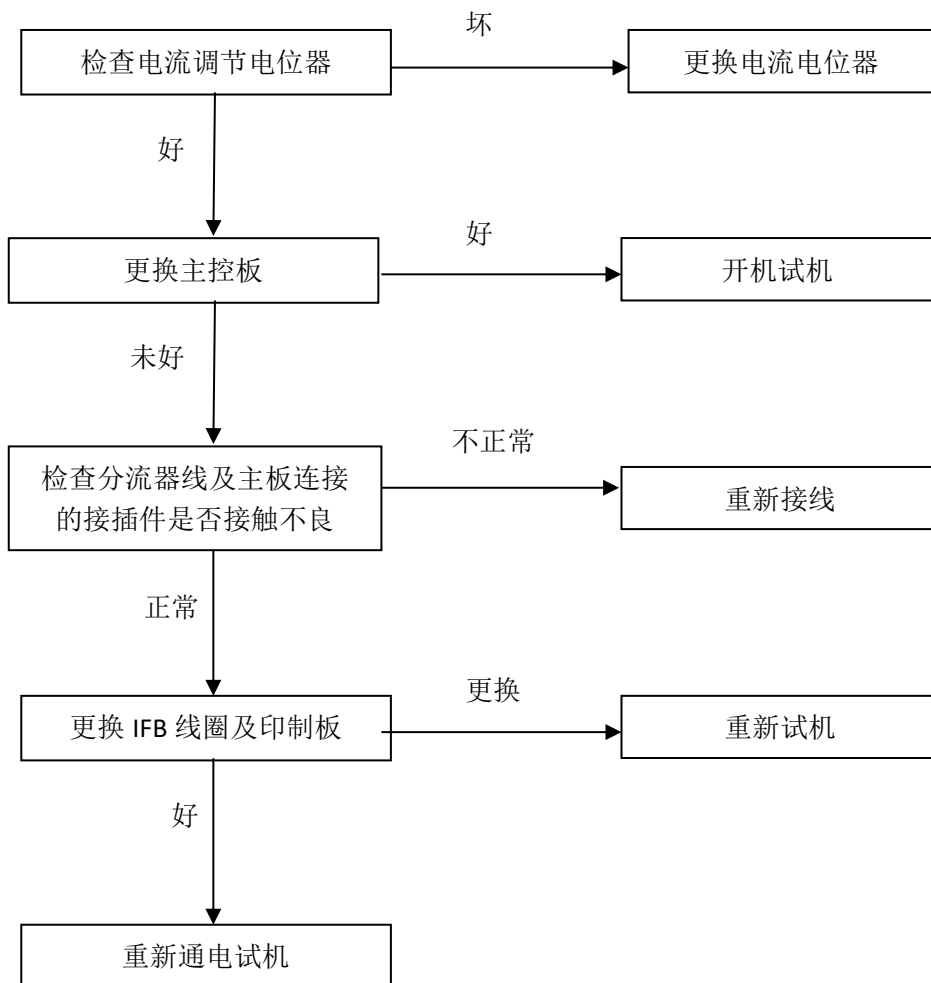 坏
检查电流调节电位器
更换电流电位器
好
更换主控板
好
开机试机
未好
检查分流器线及主板连接
的接插件是否接触不良
不正常
重新接线
正常
更换 IFB 线圈及印制板
更换
重新试机
好
重新通电试机